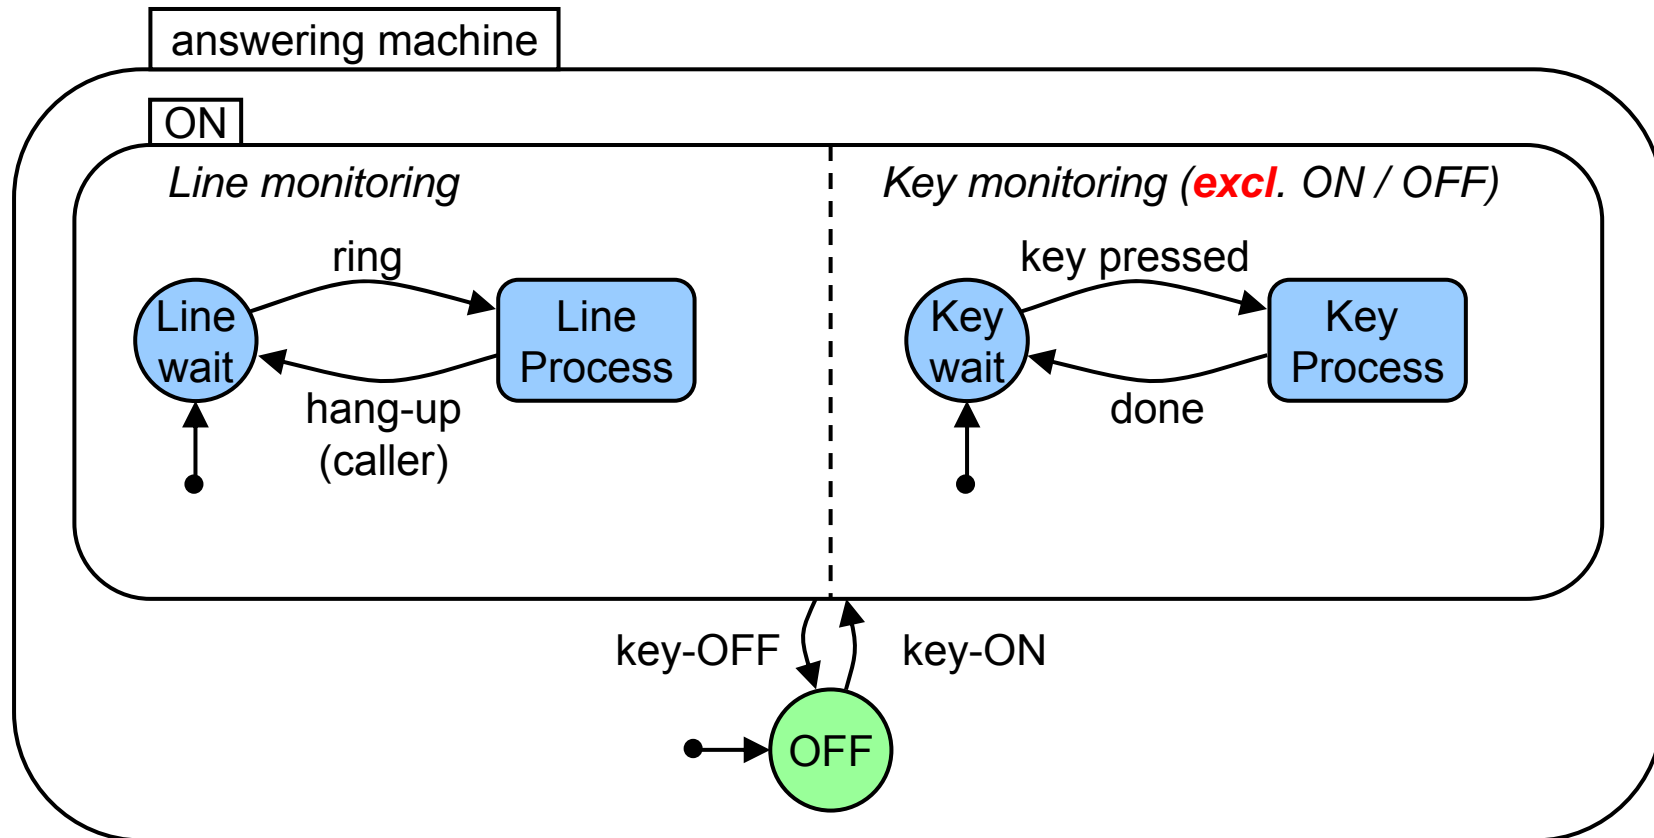 answering machine
ON
Line monitoring
Key monitoring (excl. ON / OFF)
ring
key pressed
Line
wait
Line
Process
Key
wait
Key
Process
hang-up
(caller)
done
key-OFF
key-ON
OFF